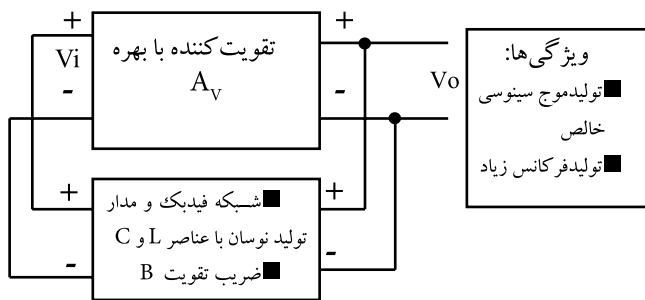 +
+
تقویت‌کننده با بهره
Vi
A_V
-
-
Vo
ویژگی‌ها:
■تولیدموج سینوسی
خالص
■تولیدفرکانس زیاد
+
+
■شبکه فیدبک و مدار
تولید نوسان با عناصر L و C
-
-
■ضریب تقویت B